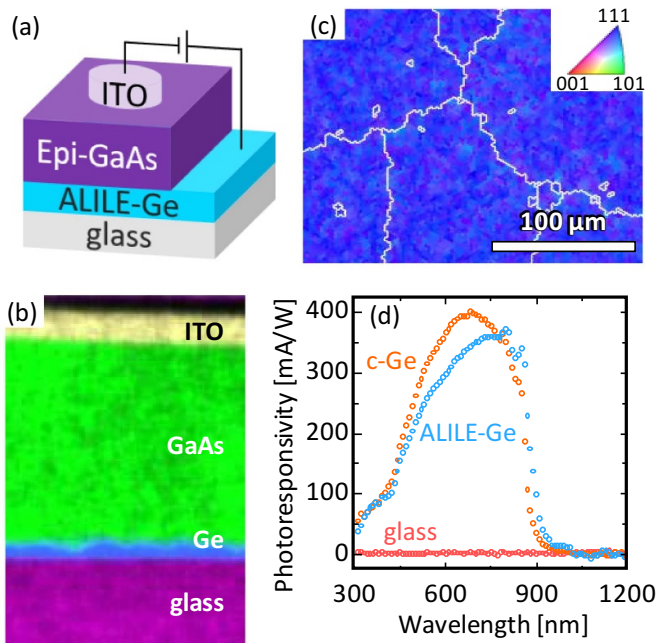 (a)
ITO
Epi-GaAs
ALILE-Ge
glass
(b)
ITO
GaAs
Ge
glass
(c)
111
001
101
100 µm
(d)
c-Ge
ALILE-Ge
glass
400
300
200
100
0
300
600
900
1200
Photoresponsivity [mA/W]
Wavelength [nm]